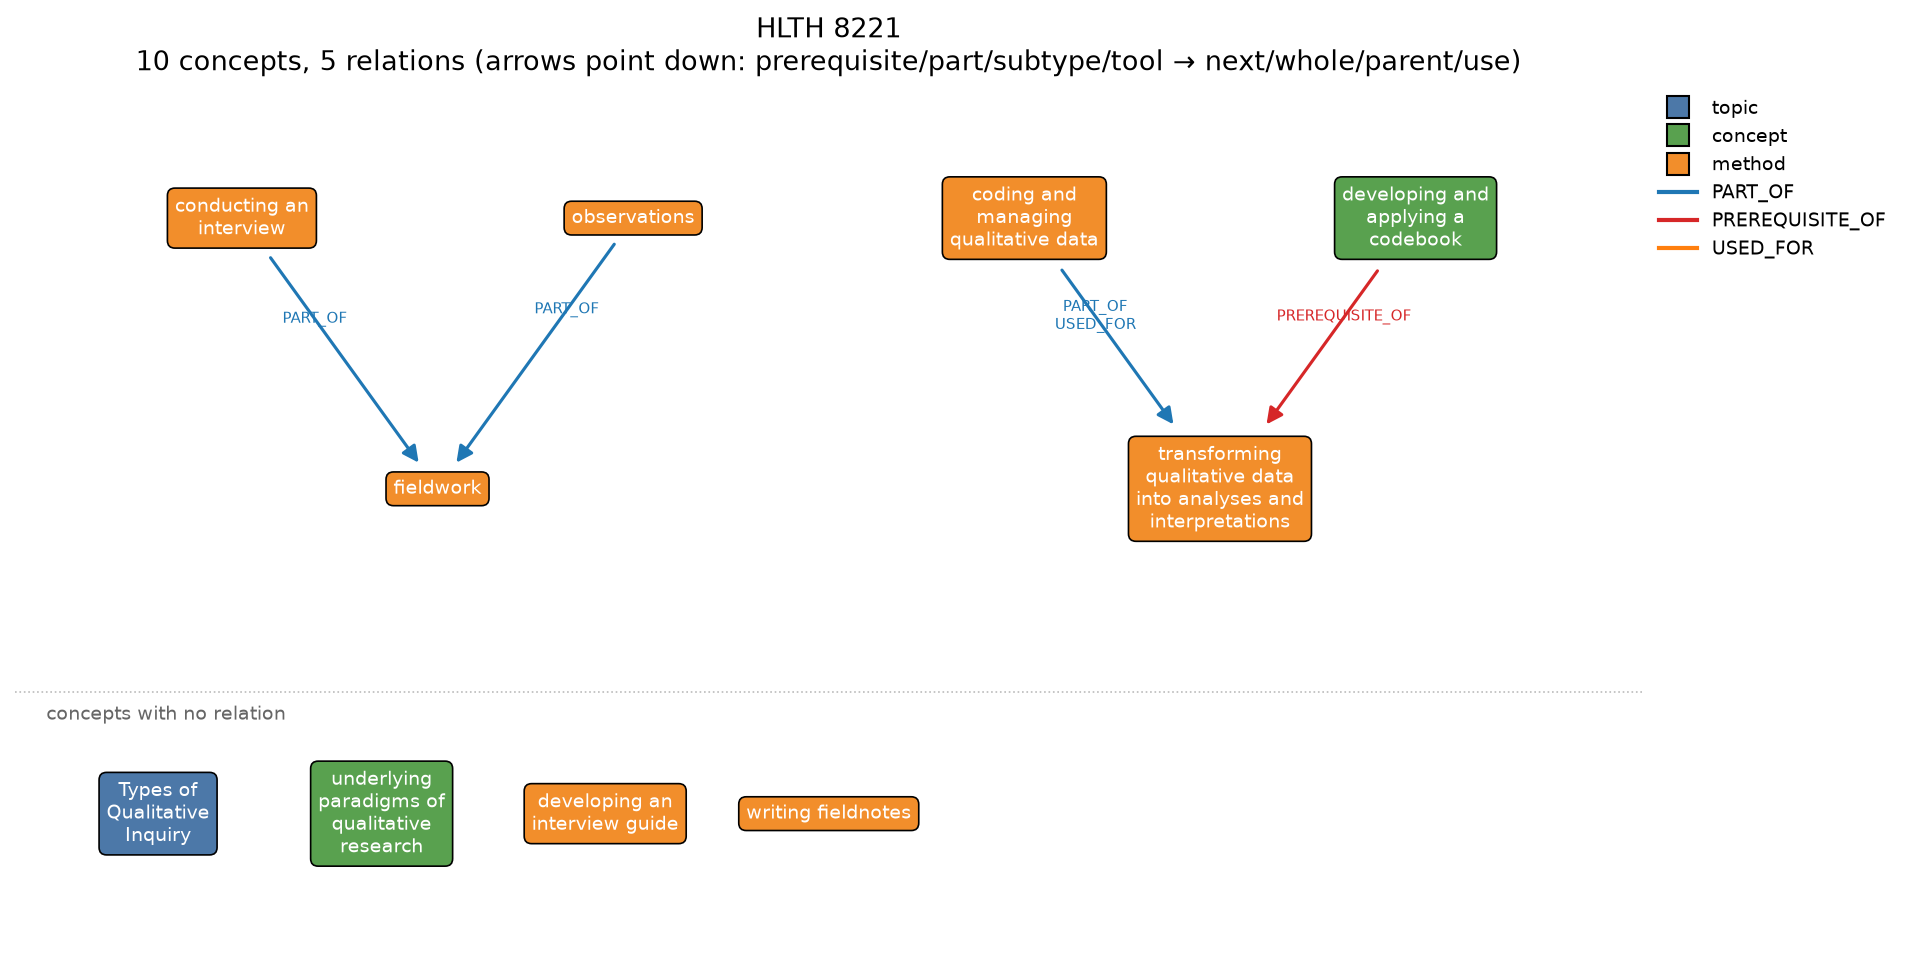 HLTH 8221
10 concepts, 5 relations (arrows point down: prerequisite/part/subtype/tool → next/whole/parent/use)
topic
concept
method
PART_OF
PREREQUISITE_OF
USED_FOR
conducting an
interview
observations
coding and
managing
qualitative data
developing and
applying a
codebook
PART_OF
PART_OF
PART_OF
USED_FOR
PREREQUISITE_OF
fieldwork
transforming
qualitative data
into analyses and
interpretations
concepts with no relation
Types of
Qualitative
Inquiry
underlying
paradigms of
qualitative
research
developing an
interview guide
writing fieldnotes